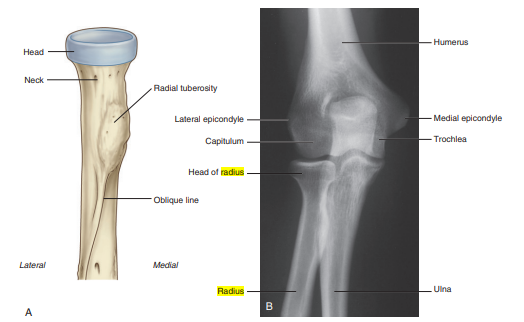 Head
Neck
Radial tuberosity
Oblique line
Lateral
Medial
A
Humerus
Lateral epicondyle
Medial epicondyle
Capitulum
Trochlea
Head of radius
Radius
Ulna
B